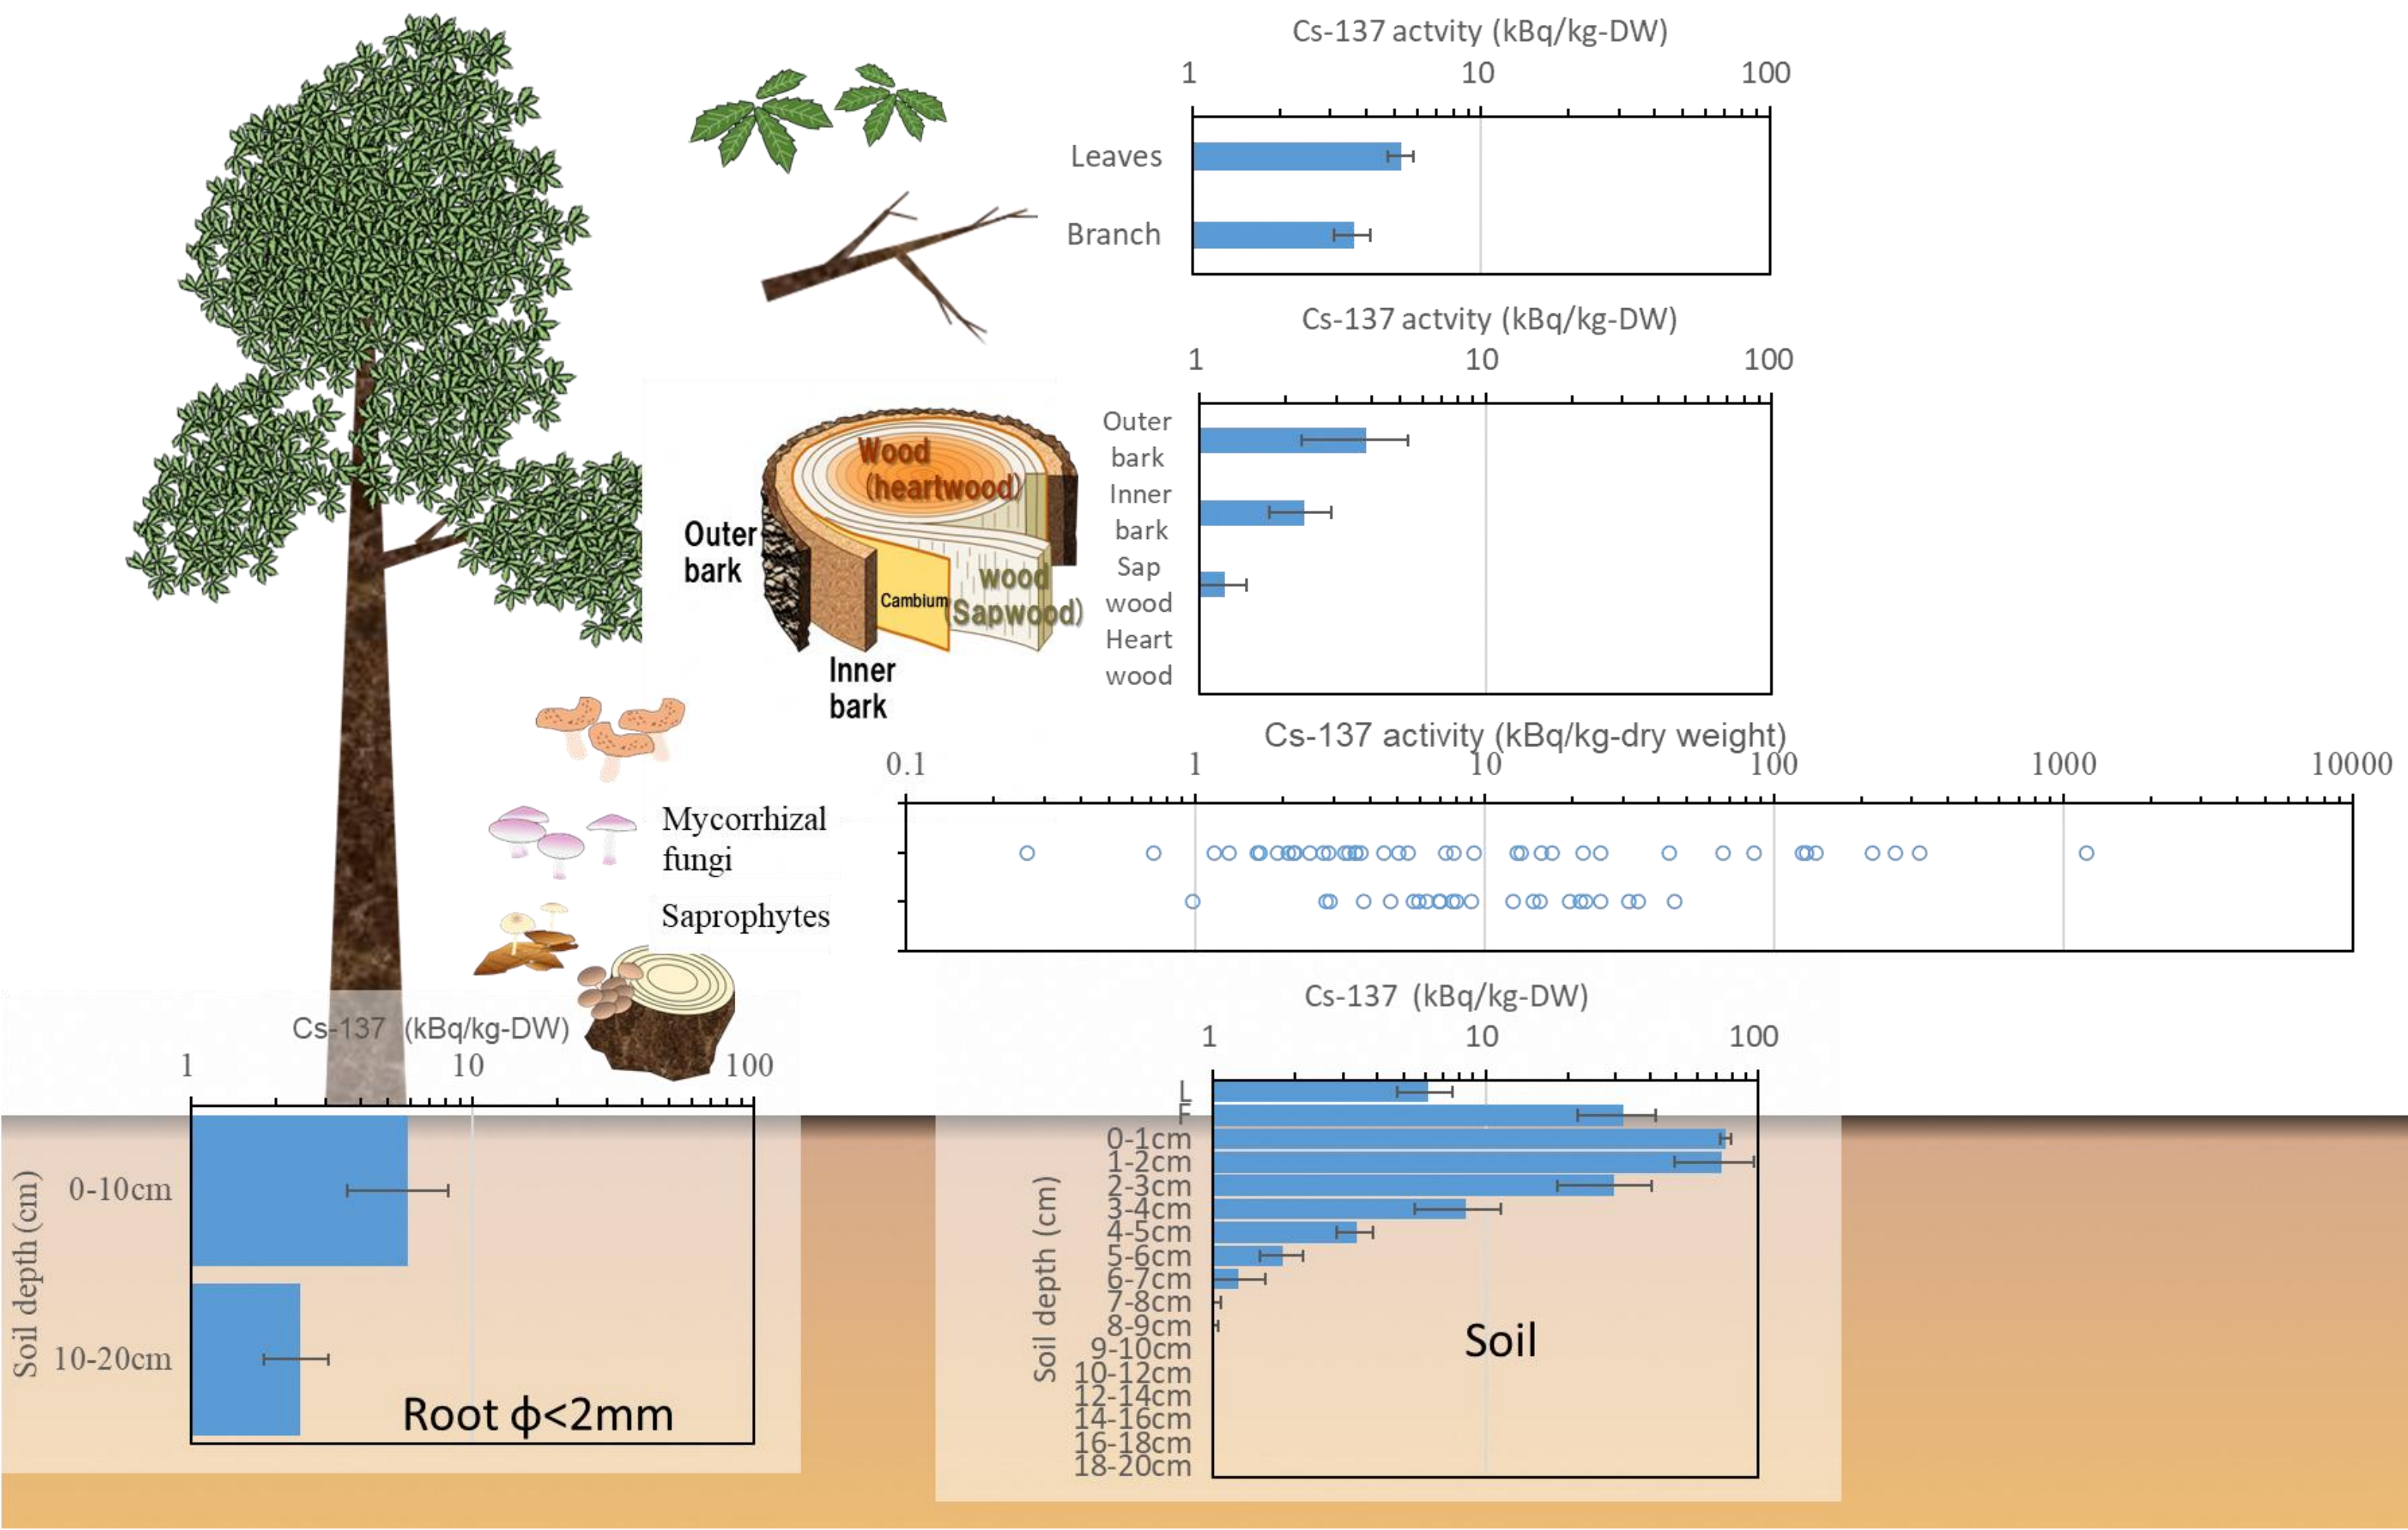 Cs-137 actvity (kBq/kg-DW)
1 10 100
Leaves
Branch
Cs-137 actvity (kBq/kg-DW)
1 10 100
Outer
bark
Inner
bark
Sap
wood
Heart
wood
Wood
(heartwood)
Outer
bark
Cambium
wood
(Sapwood)
Inner
bark
Cs-137 activity (kBq/kg-dry weight)
0.1 1 10 100 1000 10000
Mycorrhizal
fungi
Saprophytes
Cs-137 (kBq/kg-DW)
1 10 100
Soil depth (cm)
0-10cm
10-20cm
Root ϕ<2mm
Cs-137 (kBq/kg-DW)
1 10 100
Soil depth (cm)
L
F
0-1cm
1-2cm
2-3cm
3-4cm
4-5cm
5-6cm
6-7cm
7-8cm
8-9cm
9-10cm
10-12cm
12-14cm
14-16cm
16-18cm
18-20cm
Soil